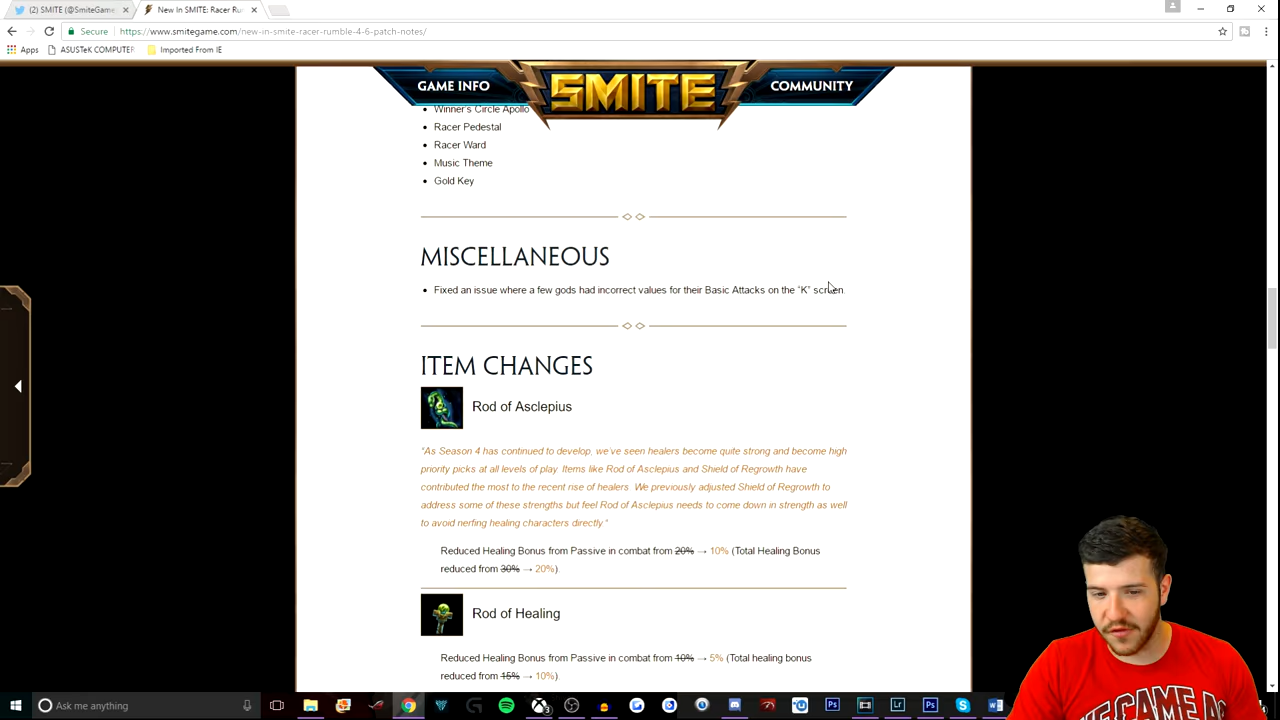 (2) SMITE (@SmiteGame
New In SMITE: Racer Ru
Secure
https://www.smitegame.com/new-in-smite-racer-rumble-4-6-patch-notes/
Apps
ASUSTeK COMPUTER
Imported From IE
GAME INFO
SMITE
COMMUNITY
Winner's Circle Apollo
Racer Pedestal
Racer Ward
Music Theme
Gold Key
MISCELLANEOUS
Fixed an issue where a few gods had incorrect values for their Basic Attacks on the "K" screen.
ITEM CHANGES
Rod of Asclepius
"As Season 4 has continued to develop, we've seen healers become quite strong and become high
priority picks at all levels of play. Items like Rod of Asclepius and Shield of Regrowth have
contributed the most to the recent rise of healers. We previously adjusted Shield of Regrowth to
address some of these strengths but feel Rod of Asclepius needs to come down in strength as well
to avoid nerfing healing characters directly."
Reduced Healing Bonus from Passive in combat from 20% → 10% (Total Healing Bonus
reduced from 30% → 20%).
Rod of Healing
Reduced Healing Bonus from Passive in combat from 10% → 5% (Total healing bonus
reduced from 15% → 10%).
Ask me anything